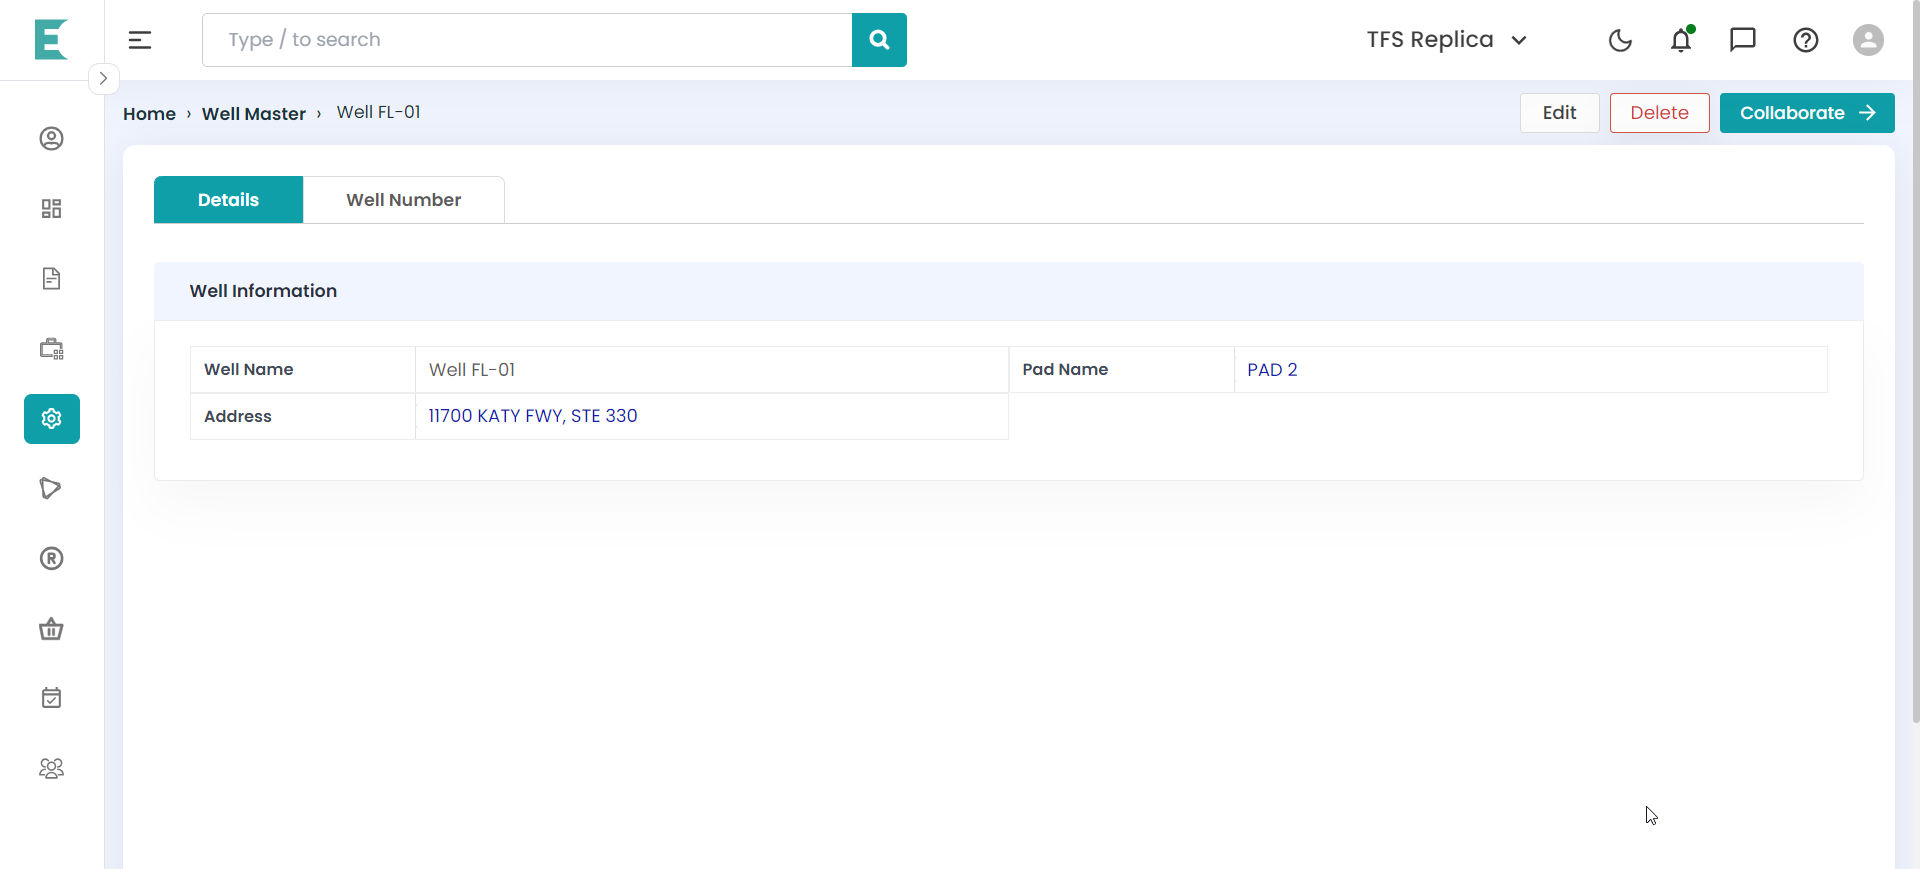 Type / to search
TFS Replica
Home › Well Master › Well FL-01
Edit
Delete
Collaborate
Details
Well Number
Well Information
Well Name
Well FL-01
Pad Name
PAD 2
Address
11700 KATY FWY, STE 330